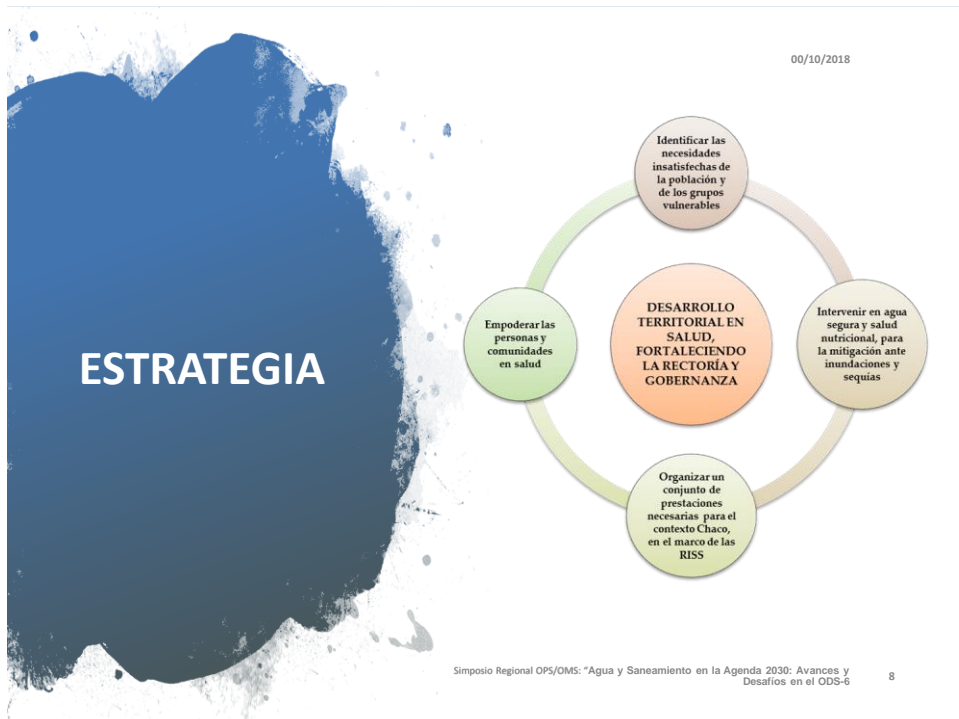 00/10/2018
ESTRATEGIA
Identificar las
necesidades
insatisfechas de
la población y
de los grupos
vulnerables
Intervenir en agua
segura y salud
nutricional, para
la mitigación ante
inundaciones y
sequías
Organizar un
conjunto de
prestaciones
necesarias para el
contexto Chaco,
en el marco de las
RISS
Empoderar las
personas y
comunidades
en salud
DESARROLLO
TERRITORIAL EN
SALUD,
FORTALECIENDO
LA RECTORÍA Y
GOBERNANZA
Simposio Regional OPS/OMS: "Agua y Saneamiento en la Agenda 2030: Avances y
Desafíos en el ODS-6
8